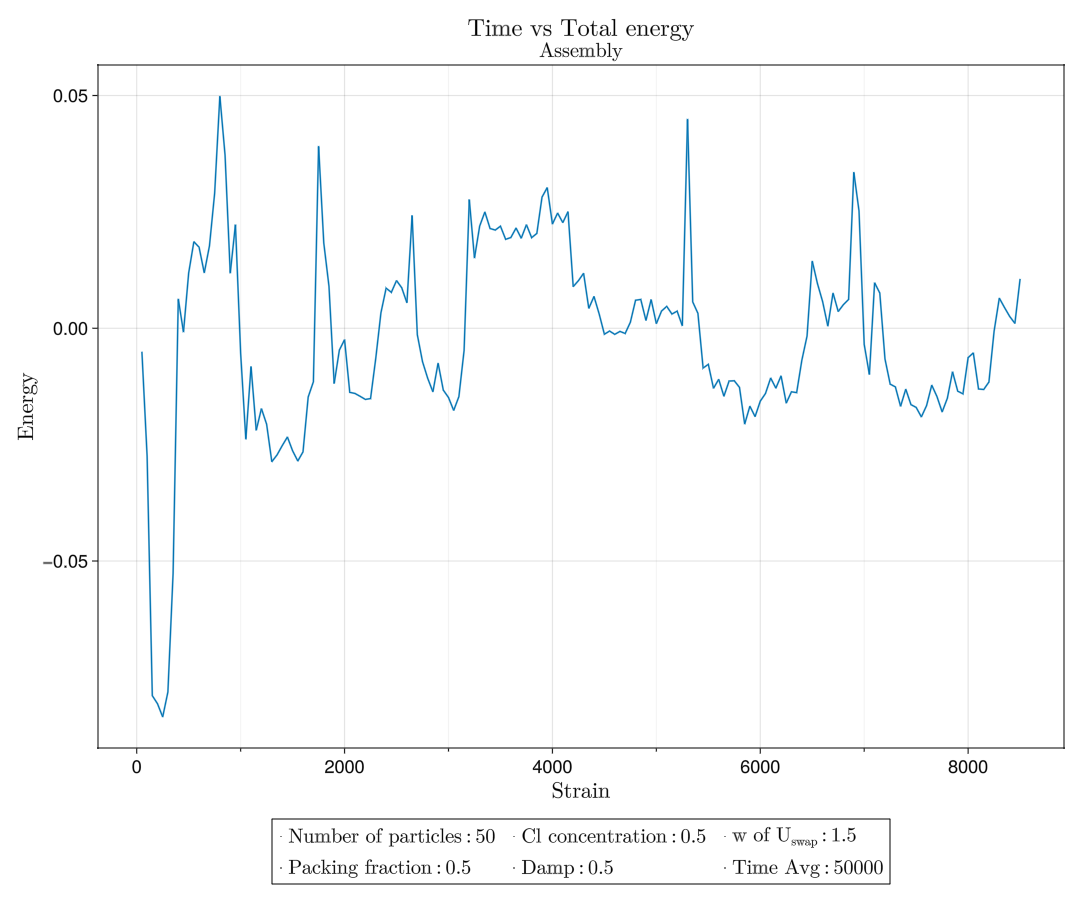 Time vs Total energy
Assembly
0.05
0.00
−0.05
Energy
0 2000 4000 6000 8000
Strain
· Number of particles : 50 · Cl concentration : 0.5 · w of U_swap : 1.5
· Packing fraction : 0.5 · Damp : 0.5 · Time Avg : 50000